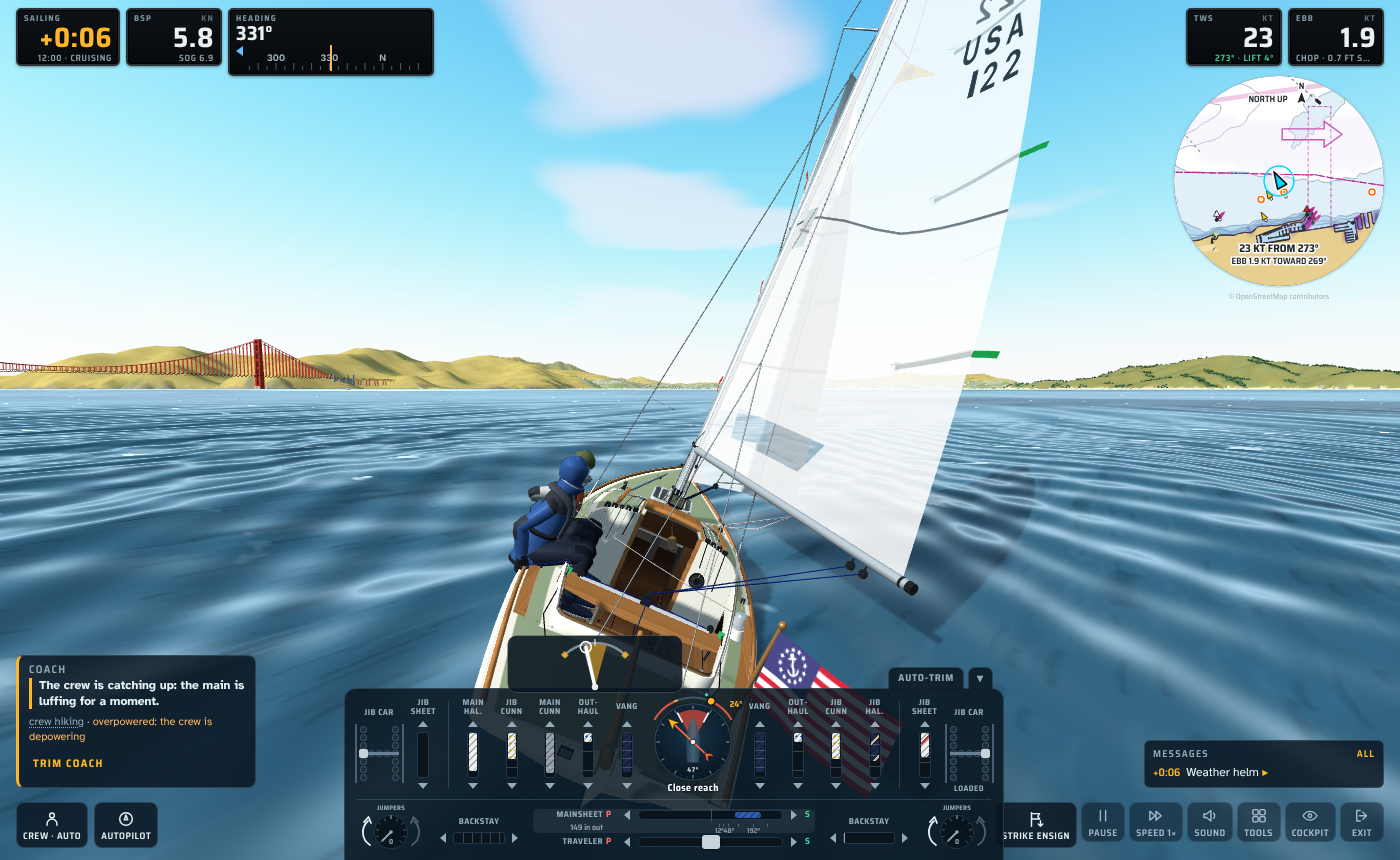 SAILING
+0:06
12:00 · CRUISING
BSP KN
5.8
SOG 6.9
HEADING
331°
300 330 N
TWS KT
23
273° · LIFT 4°
EBB KT
1.9
CHOP · 0.7 FT S...
USA
122
N
NORTH UP
23 KT FROM 273°
EBB 1.9 KT TOWARD 269°
© OpenStreetMap contributors
COACH
The crew is catching up: the main is
luffing for a moment.
crew hiking · overpowered: the crew is
depowering
TRIM COACH
CREW · AUTO
AUTOPILOT
AUTO-TRIM
▼
JIB CAR
JIB SHEET
MAIN HAL.
JIB CUNN
MAIN CUNN
OUT-HAUL
VANG
24°
47°
Close reach
VANG
OUT-HAUL
JIB CUNN
JIB HAL.
JIB SHEET
JIB CAR
LOADED
JUMPERS
0
BACKSTAY
MAINSHEET P S
149 in out
12°48° 192°
TRAVELER P S
BACKSTAY
JUMPERS
0
MESSAGES ALL
+0:06 Weather helm ▸
STRIKE ENSIGN
PAUSE
SPEED 1×
SOUND
TOOLS
COCKPIT
EXIT